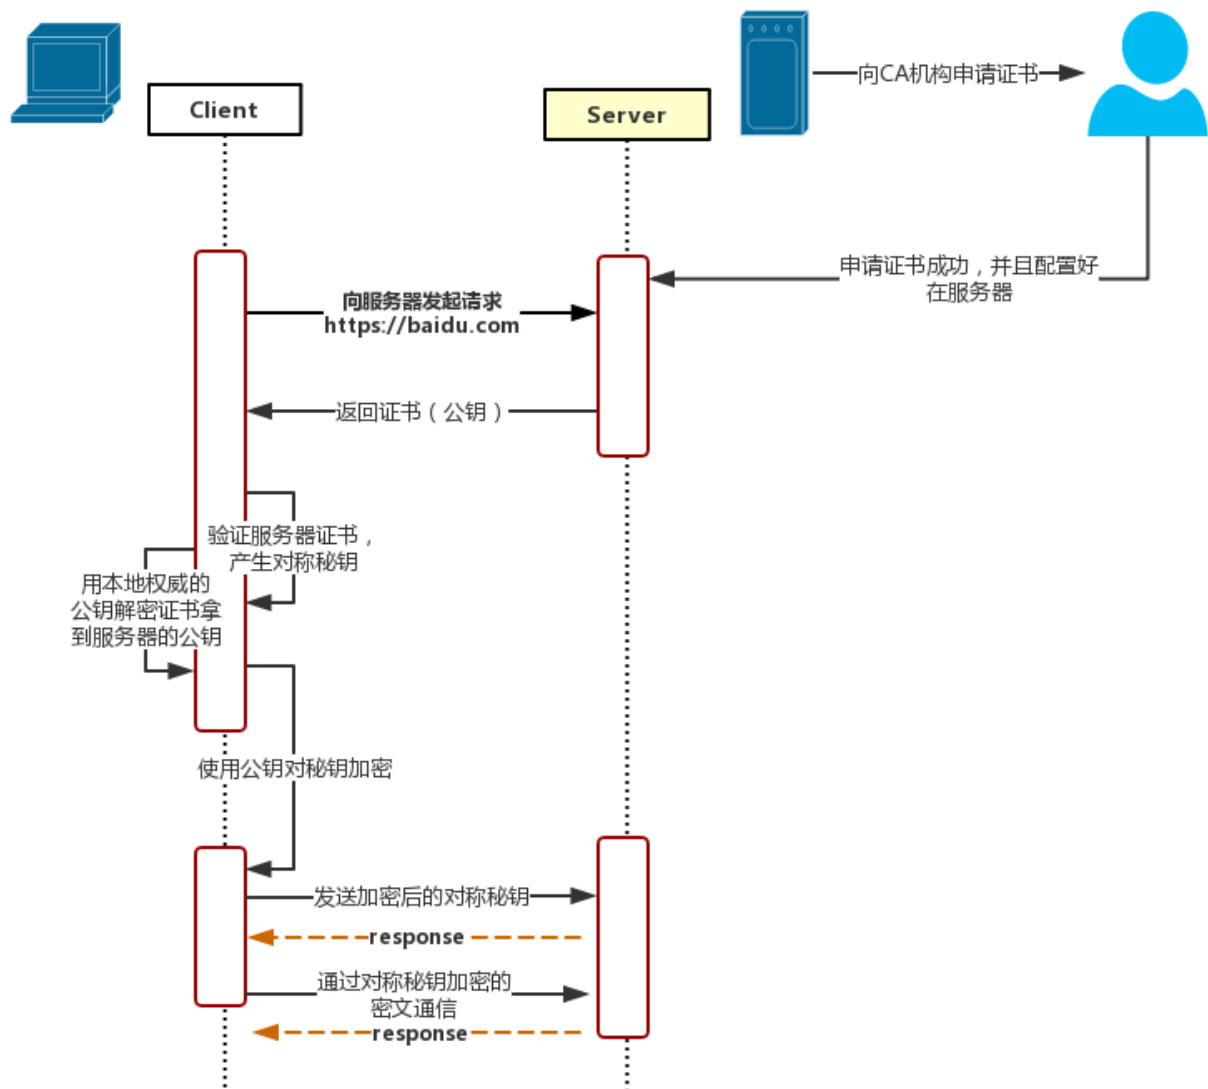 Client
Server
向CA机构申请证书
申请证书成功，并且配置好
在服务器
向服务器发起请求
https://baidu.com
返回证书（公钥）
验证服务器证书，
产生对称秘钥
用本地权威的
公钥解密证书拿
到服务器的公钥
使用公钥对秘钥加密
发送加密后的对称秘钥
response
通过对称秘钥加密的
密文通信
response